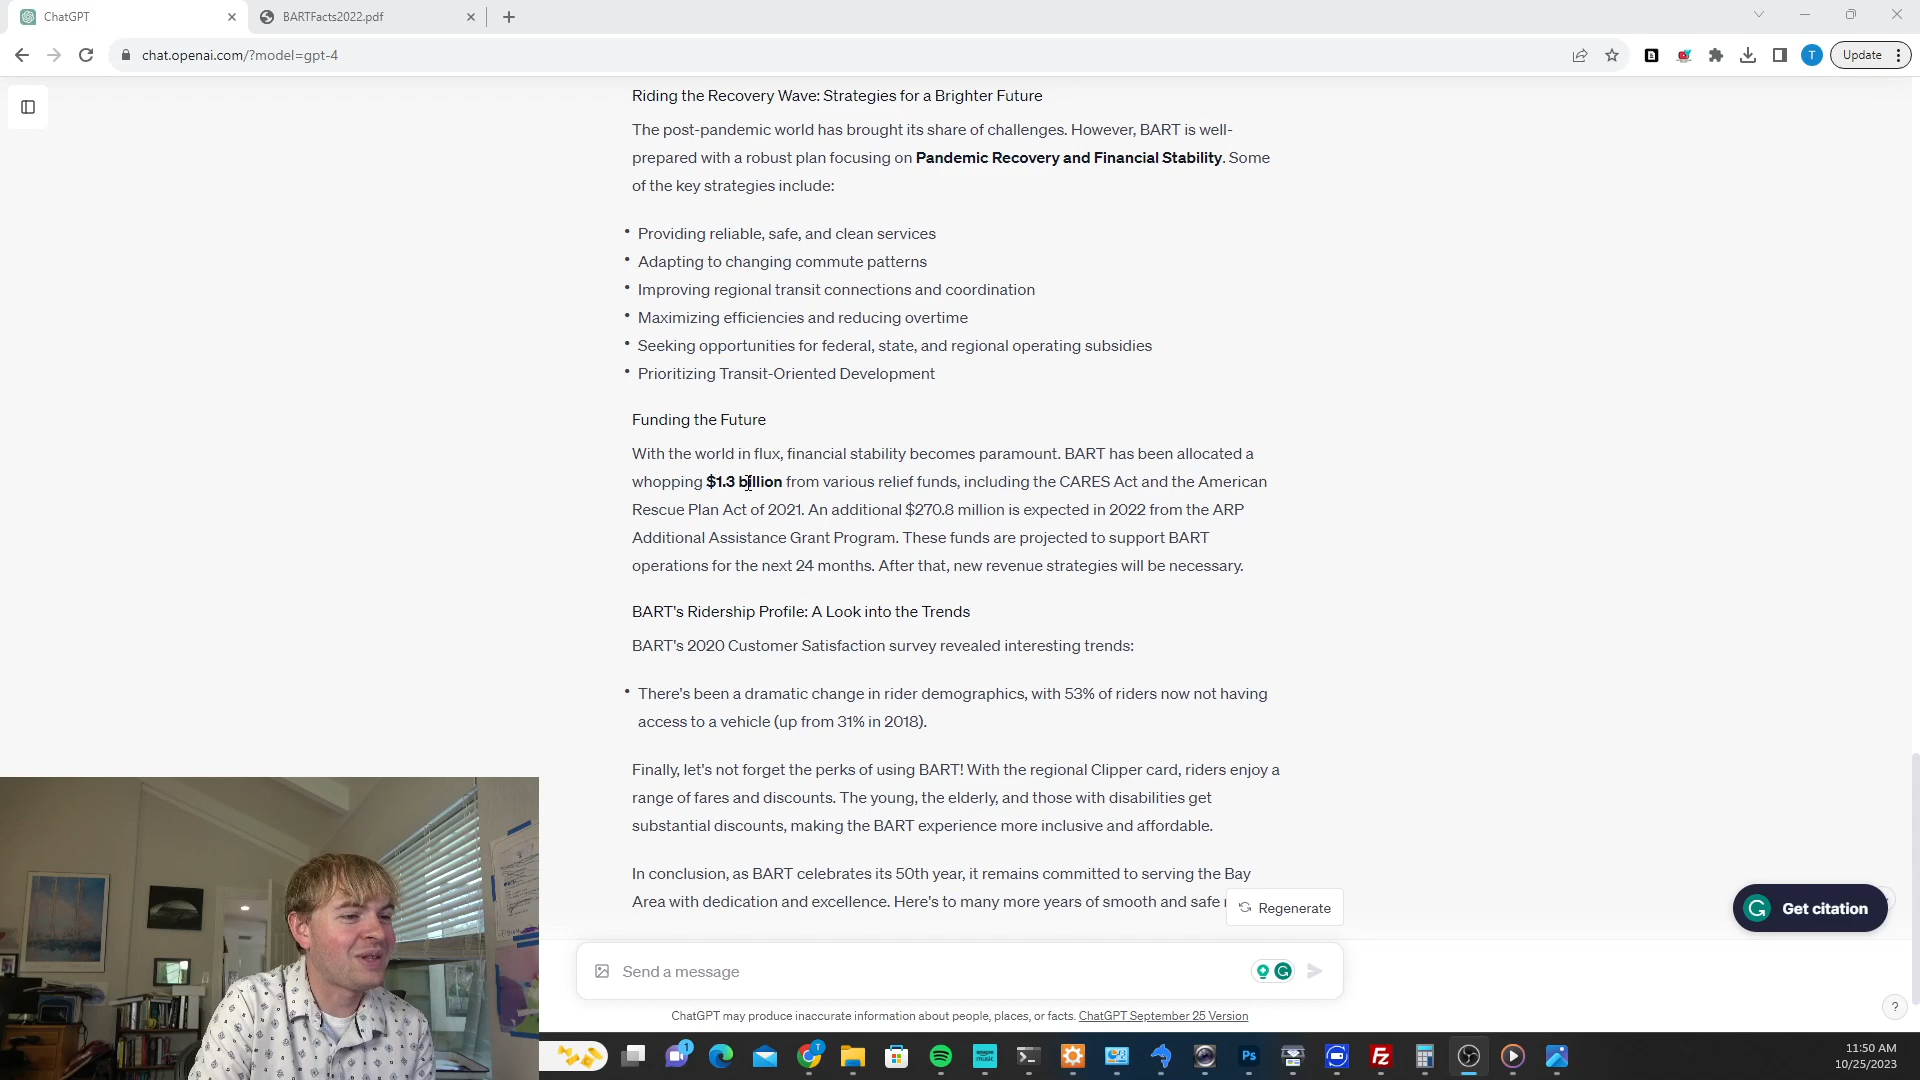 ChatGPT
BARTFacts2022.pdf
chat.openai.com/?model=gpt-4
T
Update
Riding the Recovery Wave: Strategies for a Brighter Future
The post-pandemic world has brought its share of challenges. However, BART is well-
prepared with a robust plan focusing on Pandemic Recovery and Financial Stability. Some
of the key strategies include:
• Providing reliable, safe, and clean services
• Adapting to changing commute patterns
• Improving regional transit connections and coordination
• Maximizing efficiencies and reducing overtime
• Seeking opportunities for federal, state, and regional operating subsidies
• Prioritizing Transit-Oriented Development
Funding the Future
With the world in flux, financial stability becomes paramount. BART has been allocated a
whopping $1.3 billion from various relief funds, including the CARES Act and the American
Rescue Plan Act of 2021. An additional $270.8 million is expected in 2022 from the ARP
Additional Assistance Grant Program. These funds are projected to support BART
operations for the next 24 months. After that, new revenue strategies will be necessary.
BART's Ridership Profile: A Look into the Trends
BART's 2020 Customer Satisfaction survey revealed interesting trends:
• There's been a dramatic change in rider demographics, with 53% of riders now not having
access to a vehicle (up from 31% in 2018).
Finally, let's not forget the perks of using BART! With the regional Clipper card, riders enjoy a
range of fares and discounts. The young, the elderly, and those with disabilities get
substantial discounts, making the BART experience more inclusive and affordable.
In conclusion, as BART celebrates its 50th year, it remains committed to serving the Bay
Area with dedication and excellence. Here's to many more years of smooth and safe
Regenerate
Get citation
Send a message
ChatGPT may produce inaccurate information about people, places, or facts. ChatGPT September 25 Version
?
1
T
amazon music
Ps
Fz
11:50 AM
10/25/2023